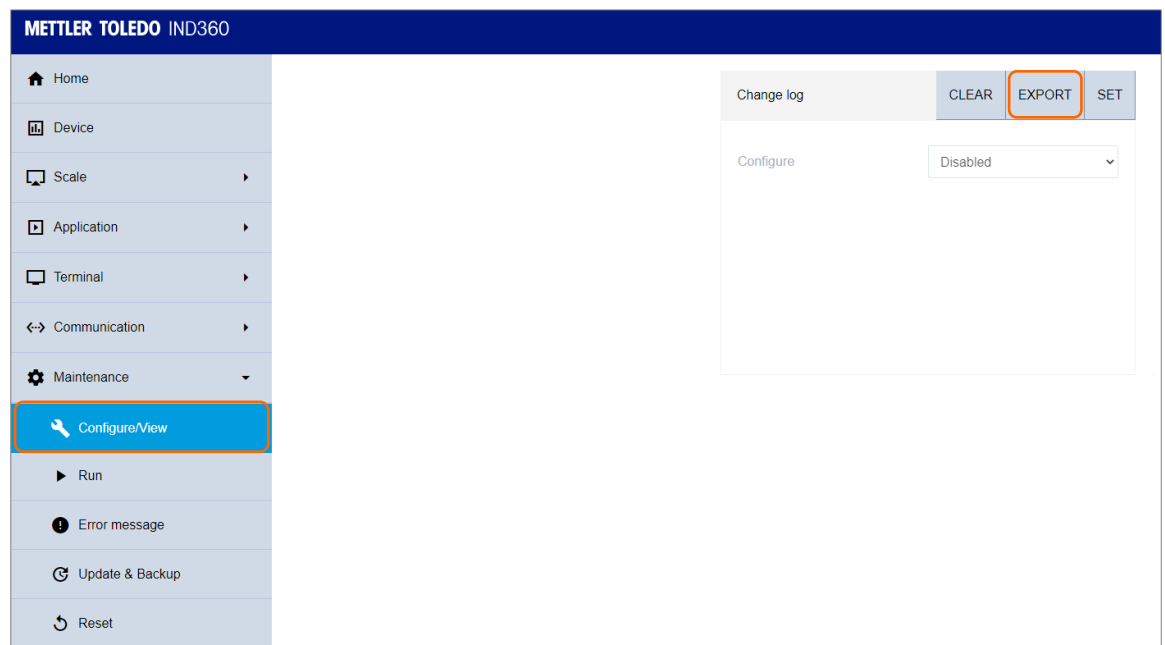 METTLER TOLEDO IND360
Home
Device
Scale
Application
Terminal
Communication
Maintenance
Configure/View
Run
Error message
Update & Backup
Reset
Change log CLEAR EXPORT SET
Configure Disabled